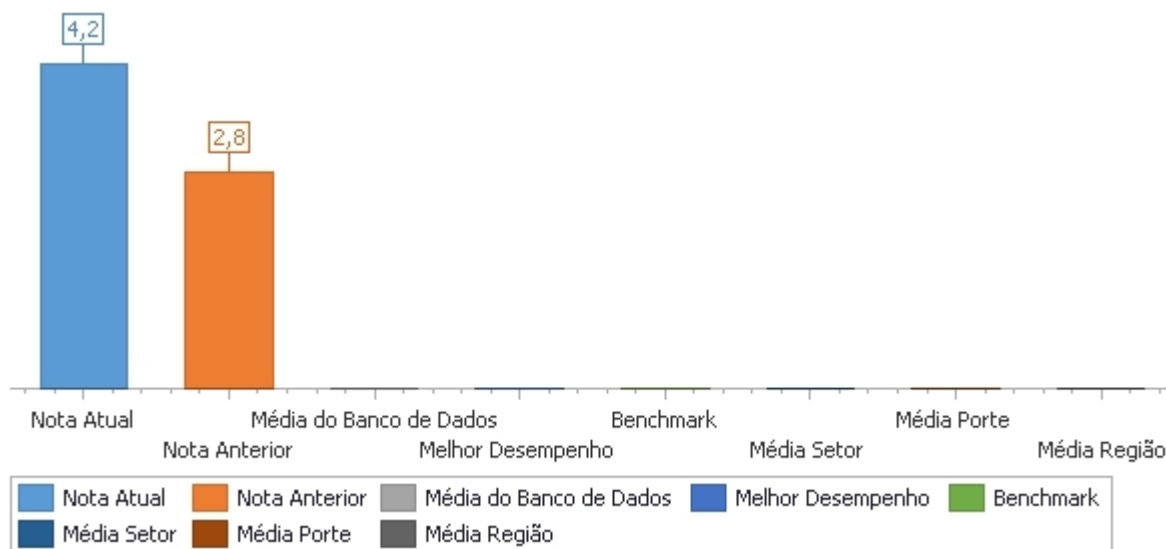 4,2
2,8
Nota Atual
Média do Banco de Dados
Benchmark
Média Porte
Nota Anterior
Melhor Desempenho
Média Setor
Média Região
Nota Atual
Nota Anterior
Média do Banco de Dados
Melhor Desempenho
Benchmark
Média Setor
Média Porte
Média Região